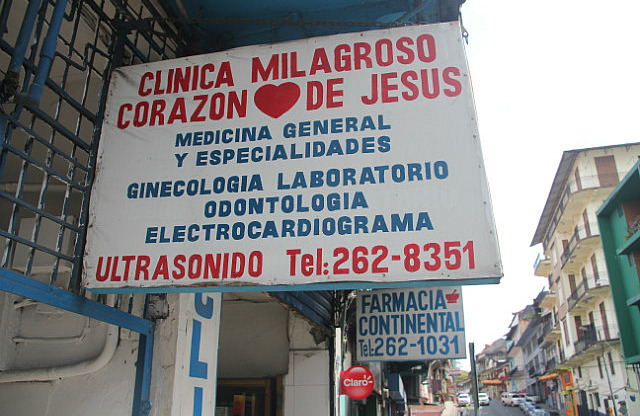 CLINICA MILAGROSO
CORAZON DE JESUS
MEDICINA GENERAL
Y ESPECIALIDADES
GINECOLOGIA LABORATORIO
ODONTOLOGIA
ELECTROCARDIOGRAMA
ULTRASONIDO Tel: 262-8351
FARMACIA
CONTINENTAL
Tel: 262-1031
Claro
CLI